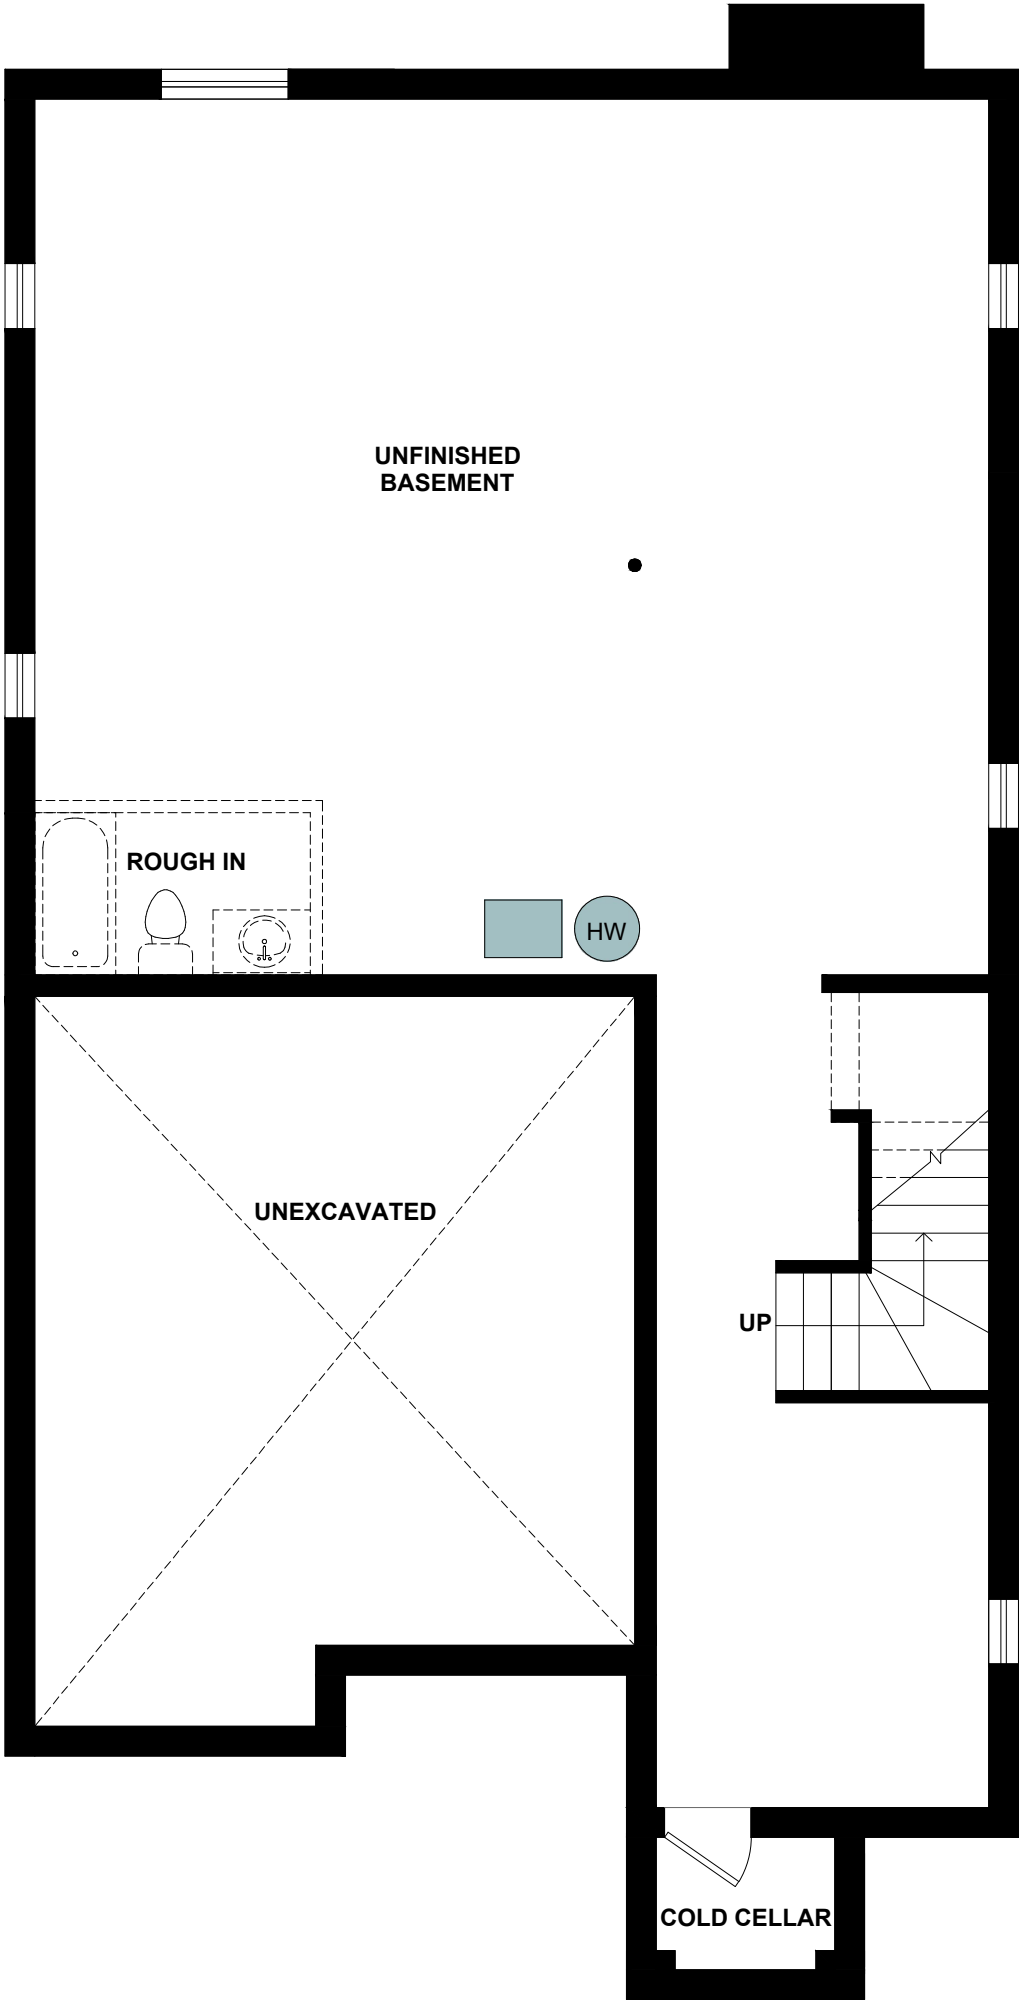 UNFINISHED
BASEMENT
ROUGH IN
HW
UNEXCAVATED
UP
COLD CELLAR